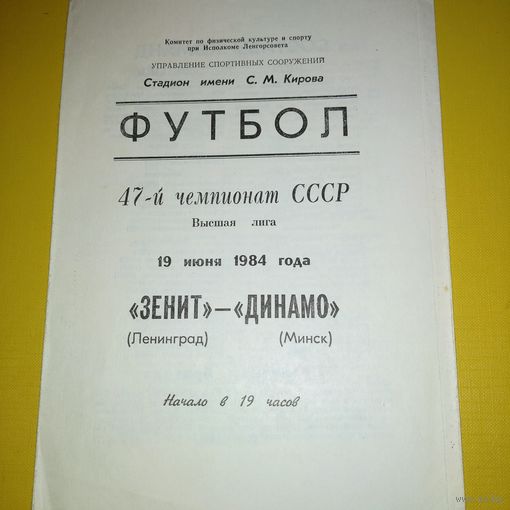 Комитет по физической культуре и спорту
при Исполкоме Ленгорсовета
УПРАВЛЕНИЕ СПОРТИВНЫХ СООРУЖЕНИЙ
Стадион имени С. М. Кирова
ФУТБОЛ
47-й чемпионат СССР
Высшая лига
19 июня 1984 года
«ЗЕНИТ»—«ДИНАМО»
(Ленинград) (Минск)
Начало в 19 часов